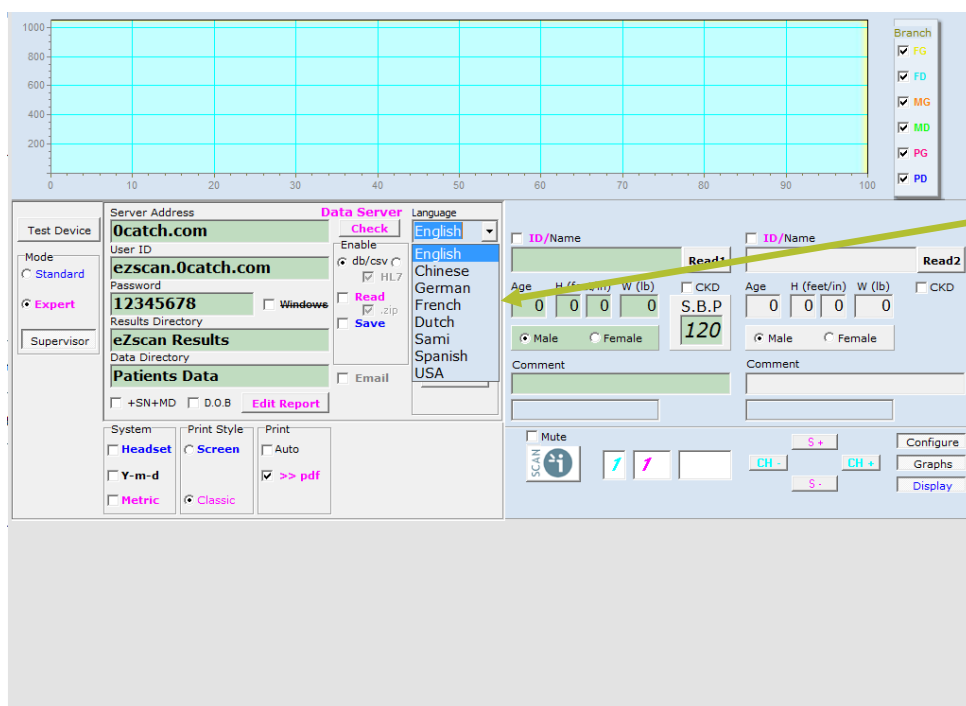 1000
800
600
400
200
0 10 20 30 40 50 60 70 80 90 100
Branch
FG
FD
MG
MD
PG
PD
Test Device
Mode
Standard
Expert
Supervisor
Server Address
Data Server
0catch.com
Check
User ID
ezscan.0catch.com
Password
12345678
Windows
Results Directory
eZscan Results
Data Directory
Patients Data
+SN+MD D.O.B Edit Report
Enable
db/csv
HL7
Read
.zip
Save
Email
Language
English
English
Chinese
German
French
Dutch
Sami
Spanish
USA
System
Headset
Y-m-d
Metric
Print Style
Screen
Classic
Print
Auto
>> pdf
ID/Name
Read1
Age H (feet/in) W (lb) CKD
0 0 0 0
S.B.P
120
Male Female
Comment
ID/Name
Read2
Age H (feet/in) W (lb) CKD
0 0 0 0
Male Female
Comment
Mute
SCAN
1 1
S +
CH - CH +
S -
Configure
Graphs
Display